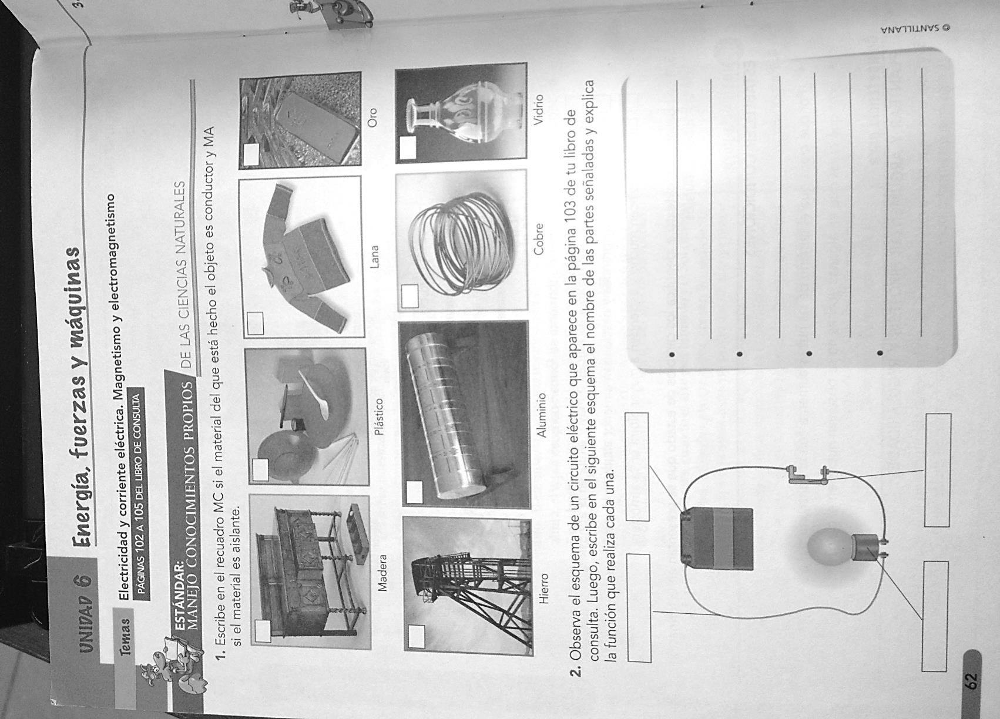 UNIDAD 6
Energía, fuerzas y máquinas
Temas
Electricidad y corriente eléctrica. Magnetismo y electromagnetismo
PÁGINAS 102 A 105 DEL LIBRO DE CONSULTA
ESTÁNDAR:
MANEJO CONOCIMIENTOS PROPIOS DE LAS CIENCIAS NATURALES
1. Escribe en el recuadro MC si el material del que está hecho el objeto es conductor y MA
si el material es aislante.
Madera
Plástico
Lana
Oro
Hierro
Aluminio
Cobre
Vidrio
2. Observa el esquema de un circuito eléctrico que aparece en la página 103 de tu libro de
consulta. Luego, escribe en el siguiente esquema el nombre de las partes señaladas y explica
la función que realiza cada una.
62
© SANTILLANA